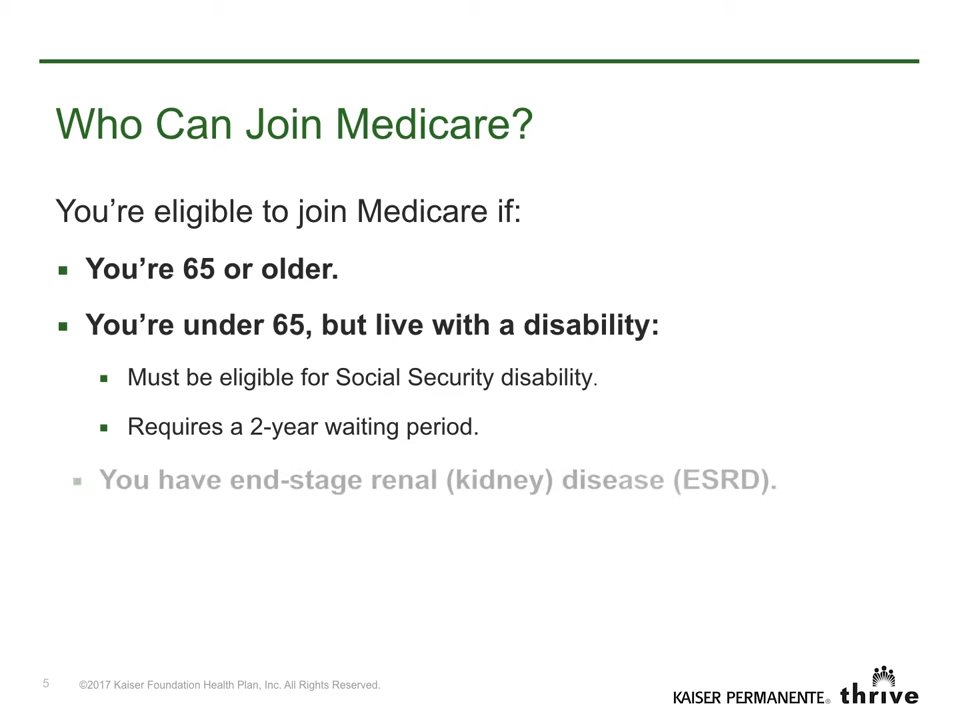 Who Can Join Medicare?
You’re eligible to join Medicare if:
▪ You’re 65 or older.
▪ You’re under 65, but live with a disability:
▪ Must be eligible for Social Security disability.
▪ Requires a 2-year waiting period.
▪ You have end-stage renal (kidney) disease (ESRD).
5 ©2017 Kaiser Foundation Health Plan, Inc. All Rights Reserved.
KAISER PERMANENTE® thrive